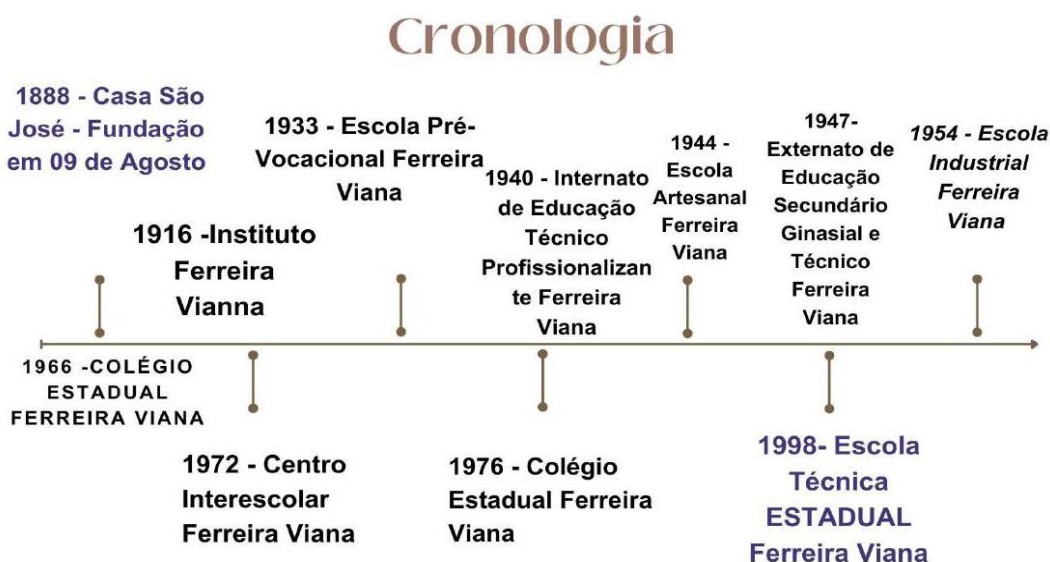 Cronologia
1888 - Casa São
José - Fundação
em 09 de Agosto
1916 -Instituto
Ferreira
Vianna
1933 - Escola Pré-
Vocacional Ferreira
Viana
1940 - Internato
de Educação
Técnico
Profissionalizan
te Ferreira
Viana
1944 -
Escola
Artesanal
Ferreira
Viana
1947-
Externato de
Educação
Secundário
Ginasial e
Técnico
Ferreira
Viana
1954 - Escola
Industrial
Ferreira
Viana
1966 -COLÉGIO
ESTADUAL
FERREIRA VIANA
1972 - Centro
Interescolar
Ferreira Viana
1976 - Colégio
Estadual Ferreira
Viana
1998- Escola
Técnica
ESTADUAL
Ferreira Viana